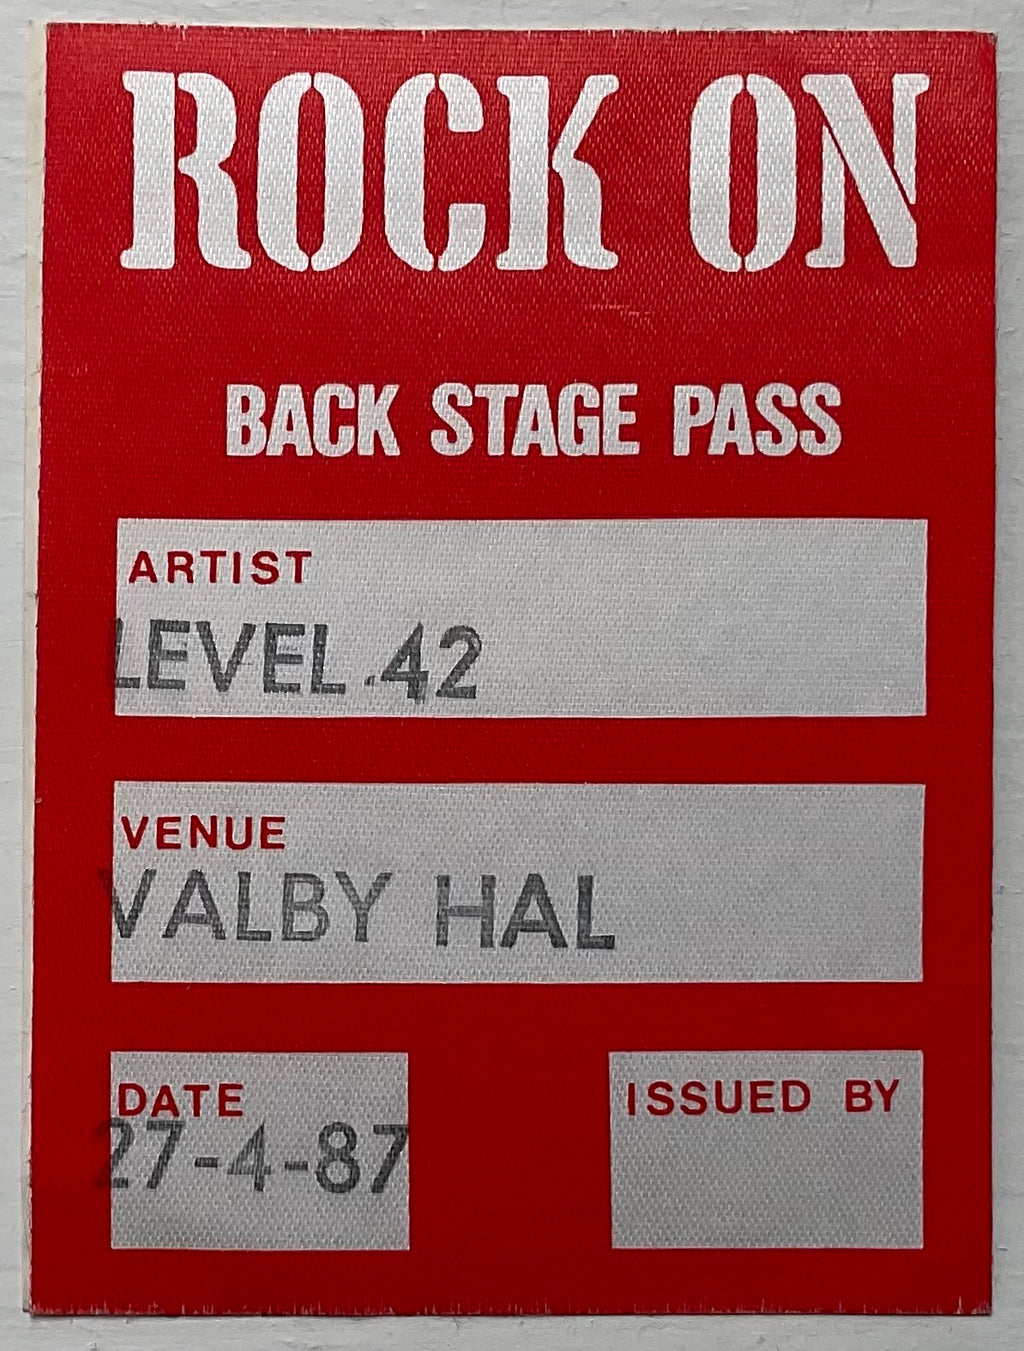 ROCK ON
BACK STAGE PASS
ARTIST
LEVEL 42
VENUE
VALBY HAL
DATE
27-4-87
ISSUED BY